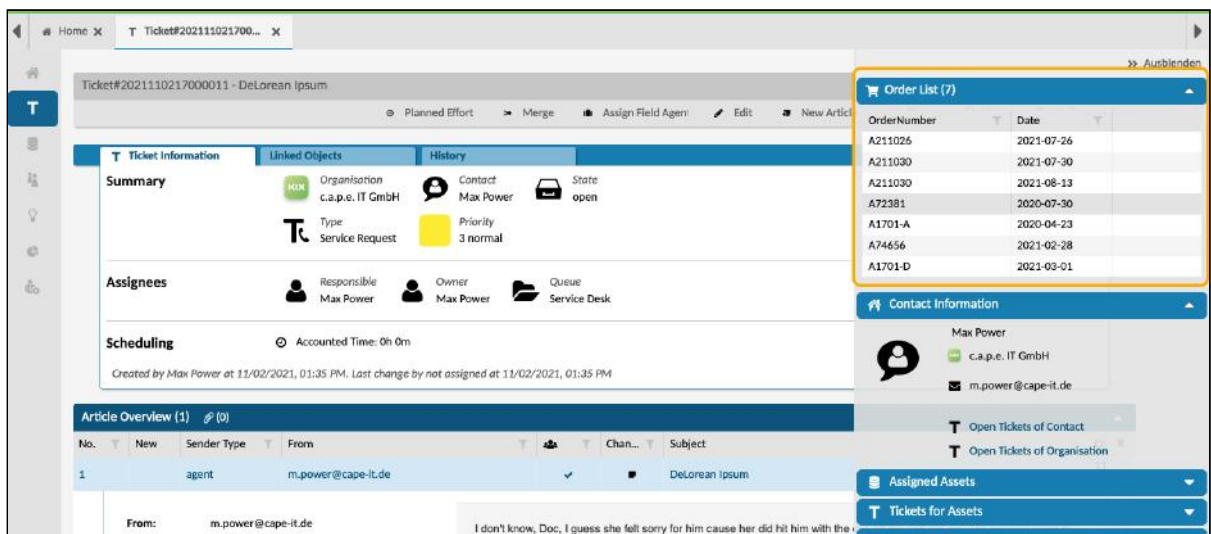 Home
T Ticket#202111021700...
Ausblenden
Ticket#2021110217000011 - DeLorean Ipsum
Planned Effort Merge Assign Field Agen Edit New Articl
Ticket Information Linked Objects History
Summary
KIX
Organisation
c.a.p.e. IT GmbH
Contact
Max Power
State
open
Type
Service Request
Priority
3 normal
Assignees
Responsible
Max Power
Owner
Max Power
Queue
Service Desk
Scheduling
Accounted Time: 0h 0m
Created by Max Power at 11/02/2021, 01:35 PM. Last change by not assigned at 11/02/2021, 01:35 PM
Article Overview (1) (0)
No. New Sender Type From Chan... Subject
1 agent m.power@cape-it.de DeLorean Ipsum
From: m.power@cape-it.de
I don't know, Doc, I guess she felt sorry for him cause her did hit him with the
Order List (7)
OrderNumber Date
A211026 2021-07-26
A211030 2021-07-30
A211030 2021-08-13
A72381 2020-07-30
A1701-A 2020-04-23
A74656 2021-02-28
A1701-D 2021-03-01
Contact Information
Max Power
c.a.p.e. IT GmbH
m.power@cape-it.de
Open Tickets of Contact
Open Tickets of Organisation
Assigned Assets
Tickets for Assets